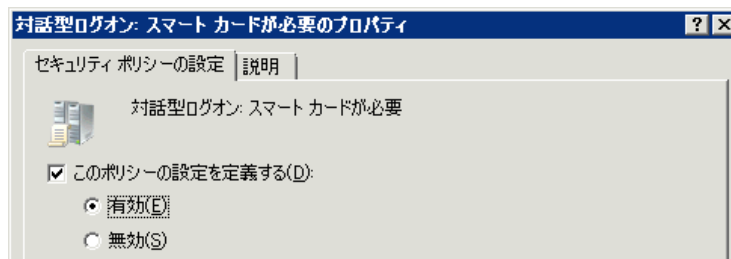 対話型ログオン: スマート カードが必要のプロパティ
セキュリティ ポリシーの設定 説明
対話型ログオン: スマート カードが必要
このポリシーの設定を定義する(D):
有効(E)
無効(S)